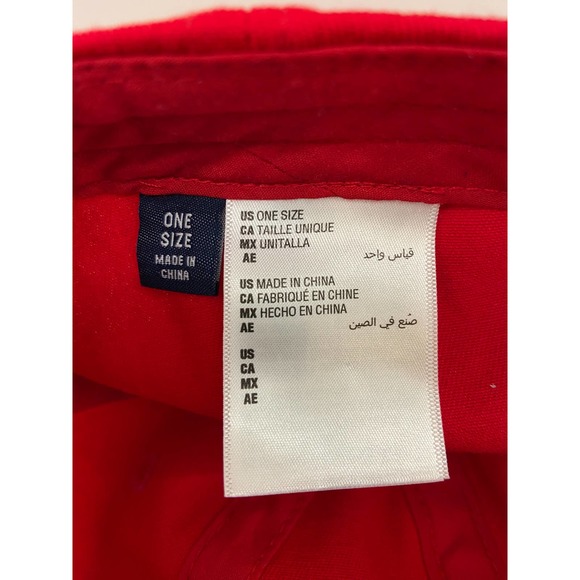 ONE
SIZE
MADE IN
CHINA
US ONE SIZE
CA TAILLE UNIQUE
MX UNITALLA
AE قياس واحد
US MADE IN CHINA
CA FABRIQUÉ EN CHINE
MX HECHO EN CHINA
AE صُنع في الصين
US
CA
MX
AE